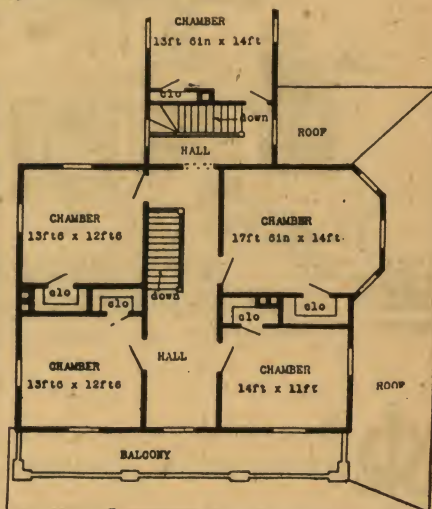 CHAMBER
13ft 6in x 14ft
clo
down
HALL
ROOF
CHAMBER
13ft6 x 12ft6
CHAMBER
17ft 6in x 14ft
clo
clo
down
clo
clo
HALL
CHAMBER
13ft6 x 12ft6
CHAMBER
14ft x 11ft
ROOF
BALCONY